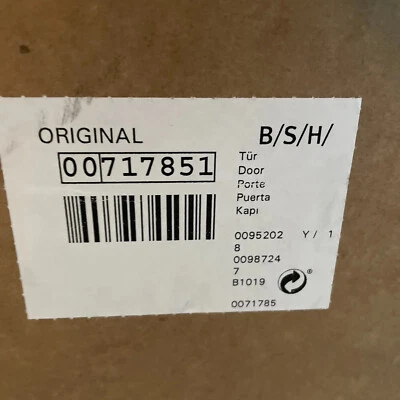 ORIGINAL
B/S/H/
00717851
Tür
Door
Porte
Puerta
Kapı
0095202 Y/ 1
8
0098724
7
B1019 ®
0071785